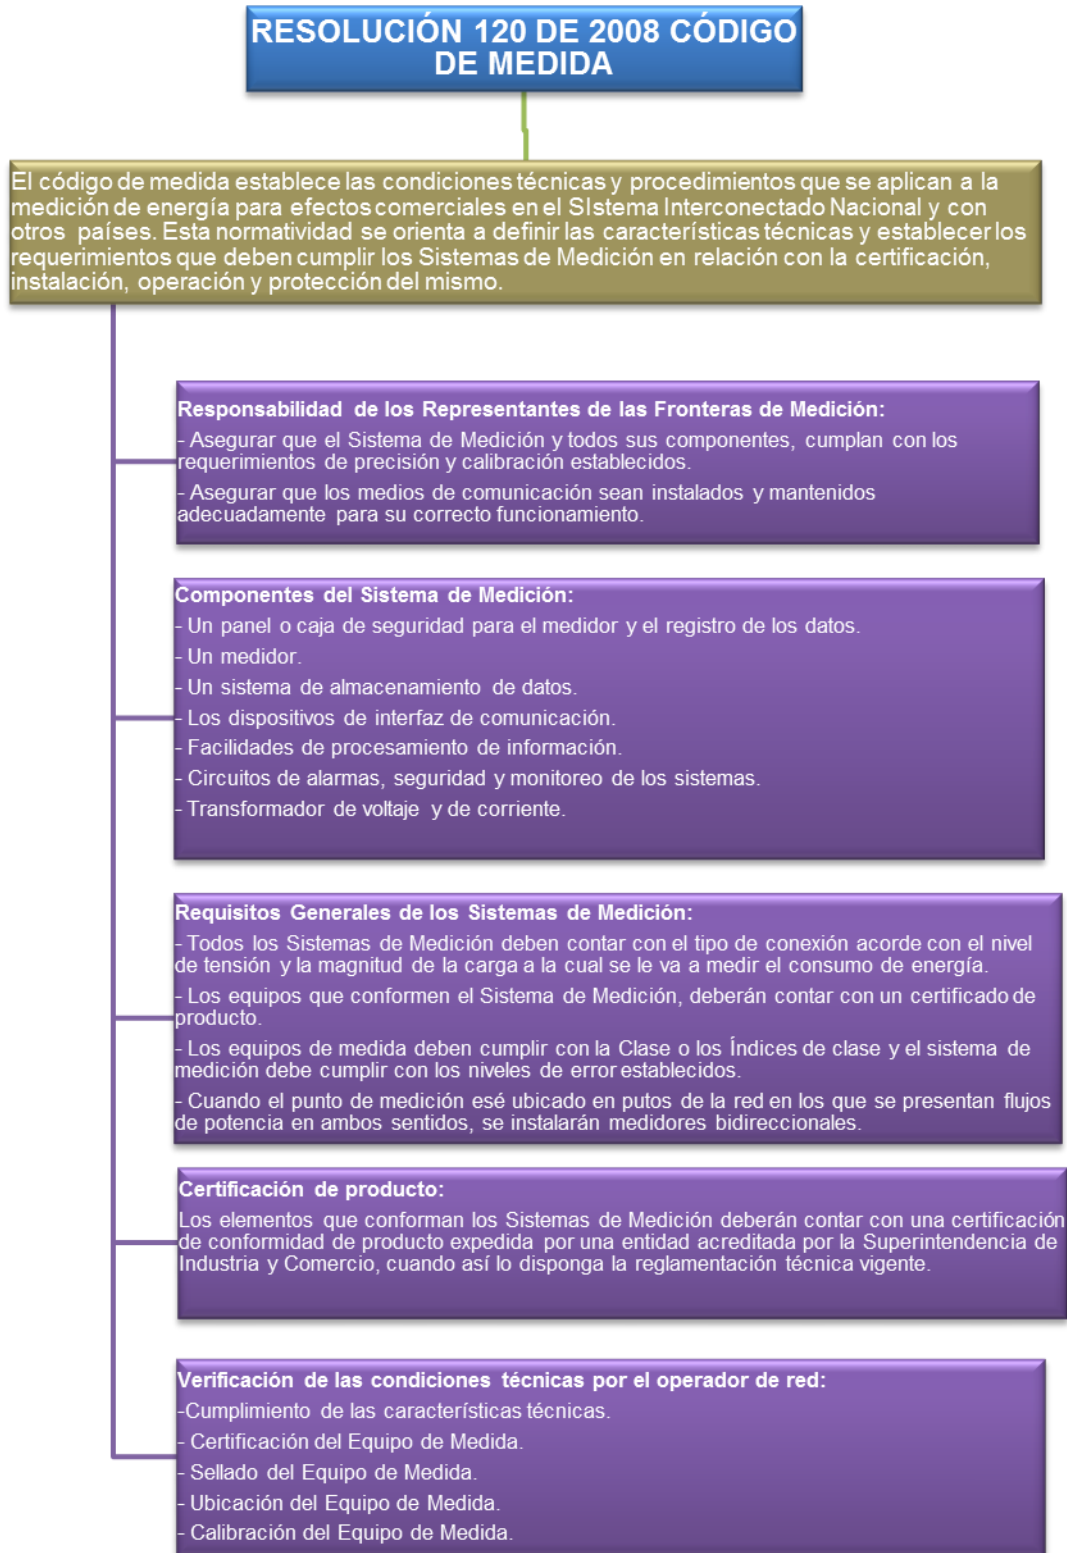 RESOLUCIÓN 120 DE 2008 CÓDIGO
DE MEDIDA
El código de medida establece las condiciones técnicas y procedimientos que se aplican a la
medición de energía para efectos comerciales en el SIstema Interconectado Nacional y con
otros países. Esta normatividad se orienta a definir las características técnicas y establecer los
requerimientos que deben cumplir los Sistemas de Medición en relación con la certificación,
instalación, operación y protección del mismo.
Responsabilidad de los Representantes de las Fronteras de Medición:
- Asegurar que el Sistema de Medición y todos sus componentes, cumplan con los
requerimientos de precisión y calibración establecidos.
- Asegurar que los medios de comunicación sean instalados y mantenidos
adecuadamente para su correcto funcionamiento.
Componentes del Sistema de Medición:
- Un panel o caja de seguridad para el medidor y el registro de los datos.
- Un medidor.
- Un sistema de almacenamiento de datos.
- Los dispositivos de interfaz de comunicación.
- Facilidades de procesamiento de información.
- Circuitos de alarmas, seguridad y monitoreo de los sistemas.
- Transformador de voltaje y de corriente.
Requisitos Generales de los Sistemas de Medición:
- Todos los Sistemas de Medición deben contar con el tipo de conexión acorde con el nivel
de tensión y la magnitud de la carga a la cual se le va a medir el consumo de energía.
- Los equipos que conformen el Sistema de Medición, deberán contar con un certificado de
producto.
- Los equipos de medida deben cumplir con la Clase o los Índices de clase y el sistema de
medición debe cumplir con los niveles de error establecidos.
- Cuando el punto de medición esé ubicado en putos de la red en los que se presentan flujos
de potencia en ambos sentidos, se instalarán medidores bidireccionales.
Certificación de producto:
Los elementos que conforman los Sistemas de Medición deberán contar con una certificación
de conformidad de producto expedida por una entidad acreditada por la Superintendencia de
Industria y Comercio, cuando así lo disponga la reglamentación técnica vigente.
Verificación de las condiciones técnicas por el operador de red:
-Cumplimiento de las características técnicas.
- Certificación del Equipo de Medida.
- Sellado del Equipo de Medida.
- Ubicación del Equipo de Medida.
- Calibración del Equipo de Medida.